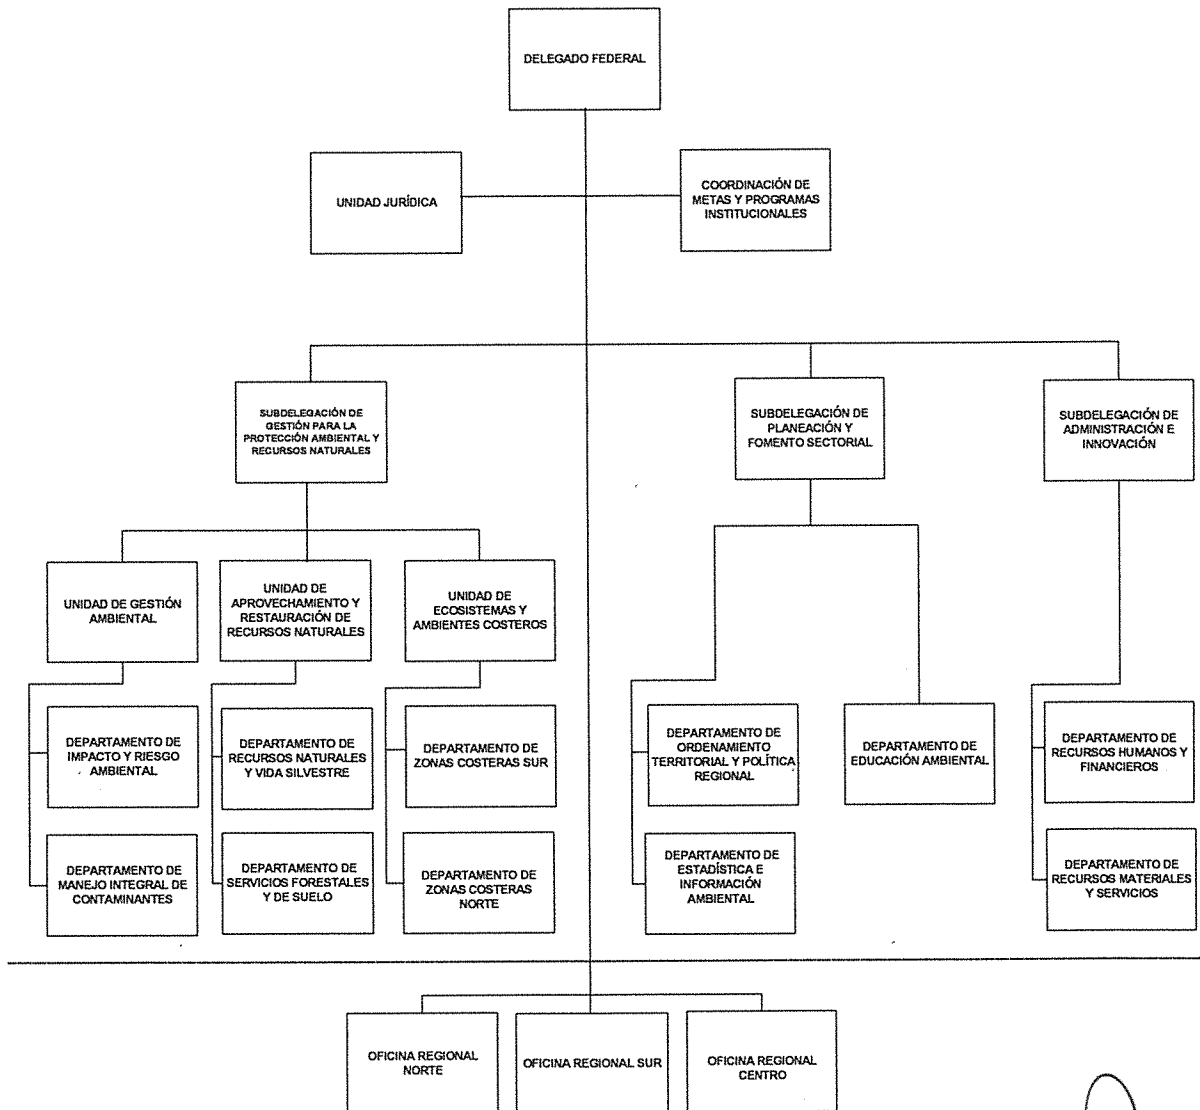 DELEGADO FEDERAL
UNIDAD JURÍDICA
COORDINACIÓN DE
METAS Y PROGRAMAS
INSTITUCIONALES
SUBDELEGACIÓN DE
GESTIÓN PARA LA
PROTECCIÓN AMBIENTAL Y
RECURSOS NATURALES
SUBDELEGACIÓN DE
PLANEACIÓN Y
FOMENTO SECTORIAL
SUBDELEGACIÓN DE
ADMINISTRACIÓN E
INNOVACIÓN
UNIDAD DE GESTIÓN
AMBIENTAL
UNIDAD DE
APROVECHAMIENTO Y
RESTAURACIÓN DE
RECURSOS NATURALES
UNIDAD DE
ECOSISTEMAS Y
AMBIENTES COSTEROS
DEPARTAMENTO DE
IMPACTO Y RIESGO
AMBIENTAL
DEPARTAMENTO DE
RECURSOS NATURALES
Y VIDA SILVESTRE
DEPARTAMENTO DE
ZONAS COSTERAS SUR
DEPARTAMENTO DE
ORDENAMIENTO
TERRITORIAL Y POLÍTICA
REGIONAL
DEPARTAMENTO DE
EDUCACIÓN AMBIENTAL
DEPARTAMENTO DE
RECURSOS HUMANOS Y
FINANCIEROS
DEPARTAMENTO DE
MANEJO INTEGRAL DE
CONTAMINANTES
DEPARTAMENTO DE
SERVICIOS FORESTALES
Y DE SUELO
DEPARTAMENTO DE
ZONAS COSTERAS
NORTE
DEPARTAMENTO DE
ESTADÍSTICA E
INFORMACIÓN
AMBIENTAL
DEPARTAMENTO DE
RECURSOS MATERIALES
Y SERVICIOS
OFICINA REGIONAL
NORTE
OFICINA REGIONAL SUR
OFICINA REGIONAL
CENTRO